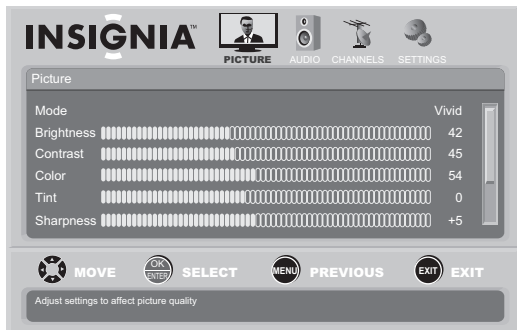 INSIGNIA™
PICTURE AUDIO CHANNELS SETTINGS
Picture
Mode Vivid
Brightness 42
Contrast 45
Color 54
Tint 0
Sharpness +5
MOVE OK ENTER SELECT MENU PREVIOUS EXIT EXIT
Adjust settings to affect picture quality